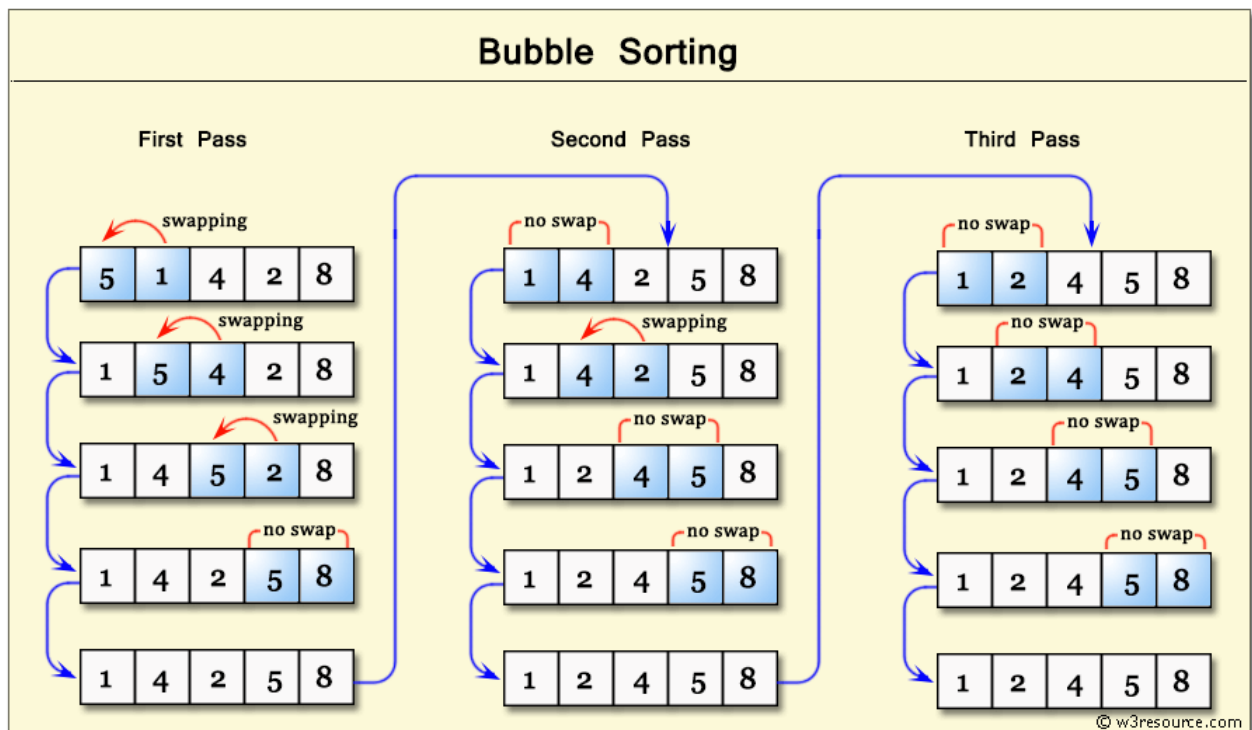 Bubble Sorting
First Pass
swapping
5 1 4 2 8
swapping
1 5 4 2 8
swapping
1 4 5 2 8
no swap
1 4 2 5 8
1 4 2 5 8
Second Pass
no swap
1 4 2 5 8
swapping
1 4 2 5 8
no swap
1 2 4 5 8
no swap
1 2 4 5 8
1 2 4 5 8
Third Pass
no swap
1 2 4 5 8
no swap
1 2 4 5 8
no swap
1 2 4 5 8
no swap
1 2 4 5 8
1 2 4 5 8
© w3resource.com